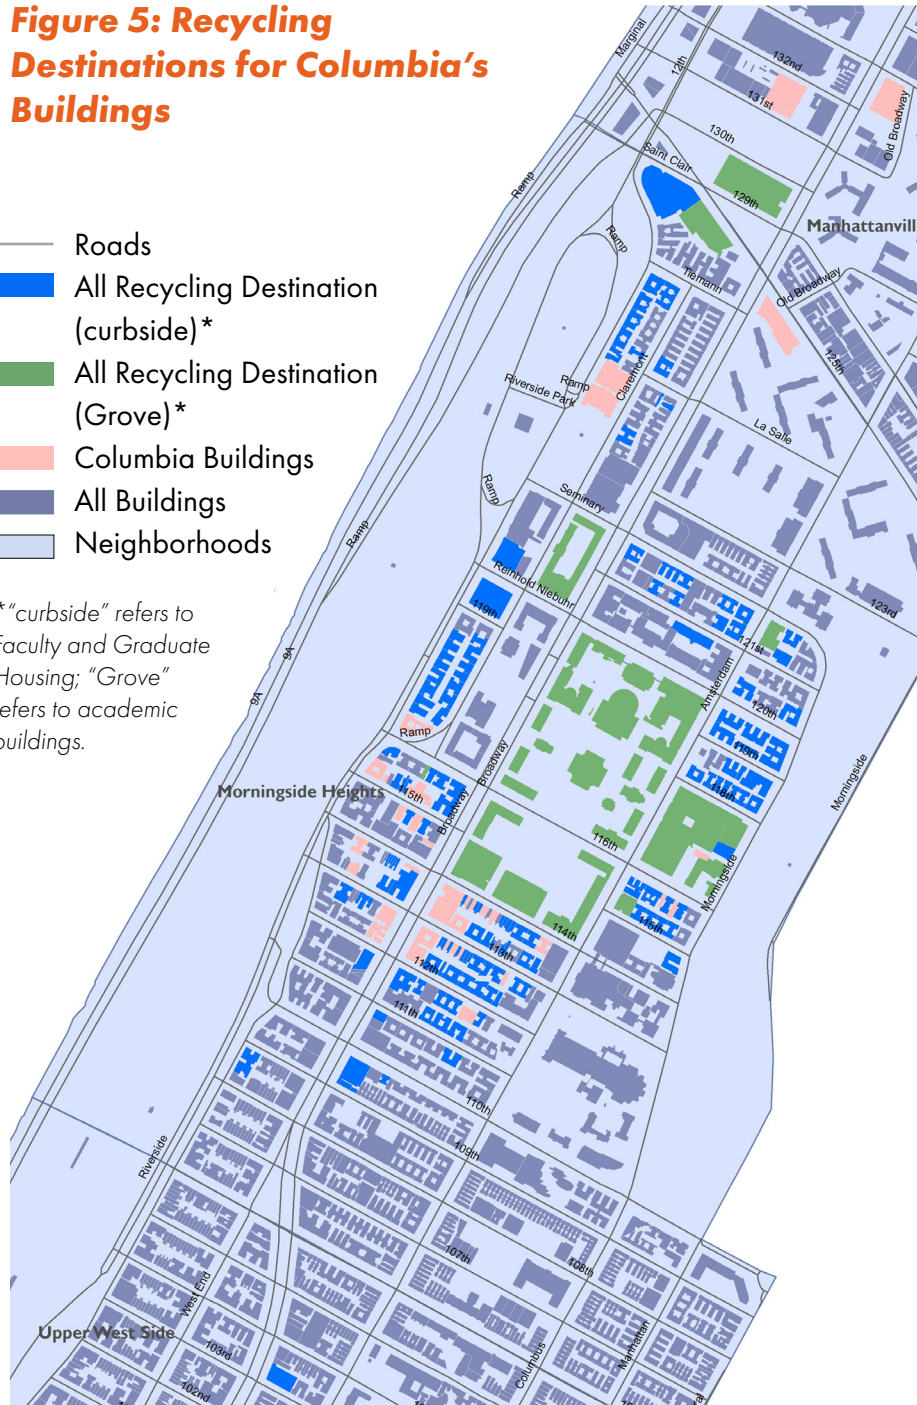 Figure 5: Recycling
Destinations for Columbia's
Buildings
Roads
All Recycling Destination
(curbside)*
All Recycling Destination
(Grove)*
Columbia Buildings
All Buildings
Neighborhoods
*"curbside" refers to
Faculty and Graduate
Housing; "Grove"
refers to academic
buildings.
Marginal
12th
132nd
131st
130th
Old Broadway
Saint Clair
129th
Ramp
Ramp
Manhattanvill
Tiemann
Old Broadway
125th
Claremont
Ramp
Riverside Park
La Salle
Ramp
Seminary
Ramp
Reinhold Niebuhr
123rd
119th
121st
9A
Amsterdam
9A
120th
Ramp
119th
Broadway
Morningside
118th
Morningside Heights
115th
Broadway
116th
Morningside
115th
114th
113th
112th
111th
110th
109th
Riverside
107th
108th
West End
Upper West Side
103rd
Manhattan
Columbus
102nd